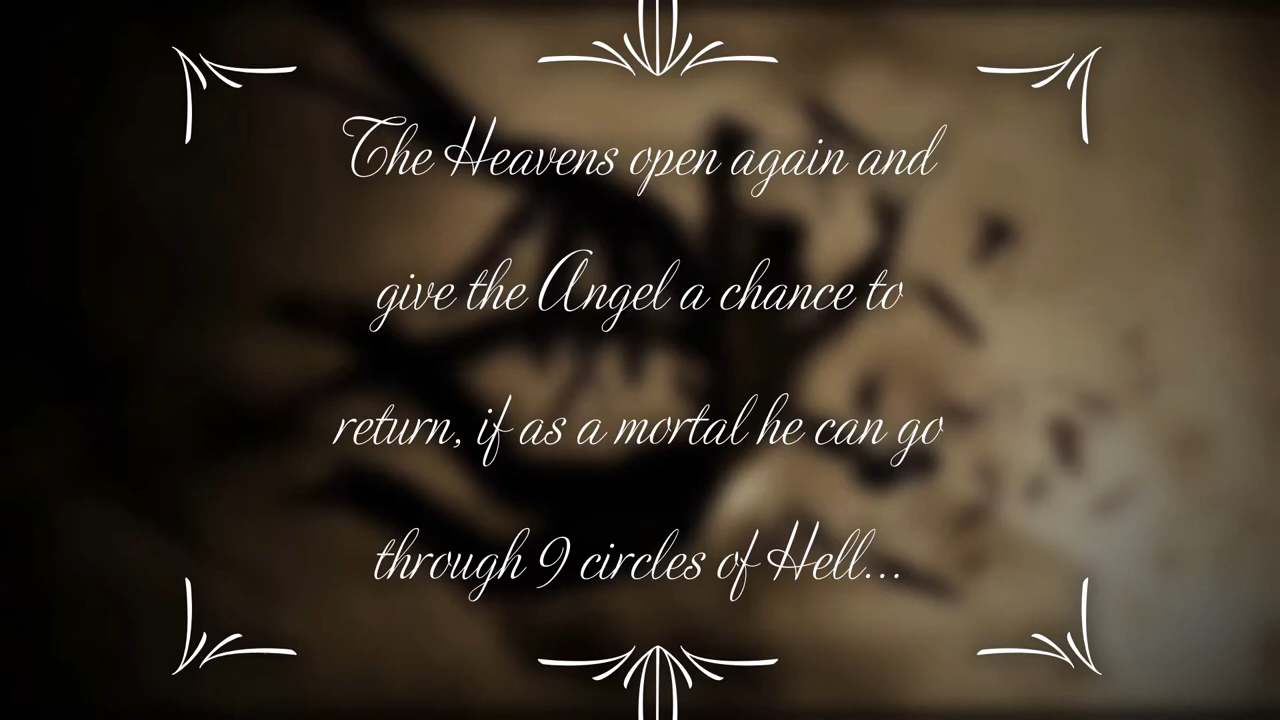 The Heavens open again and
give the Angel a chance to
return, if as a mortal he can go
through 9 circles of Hell...